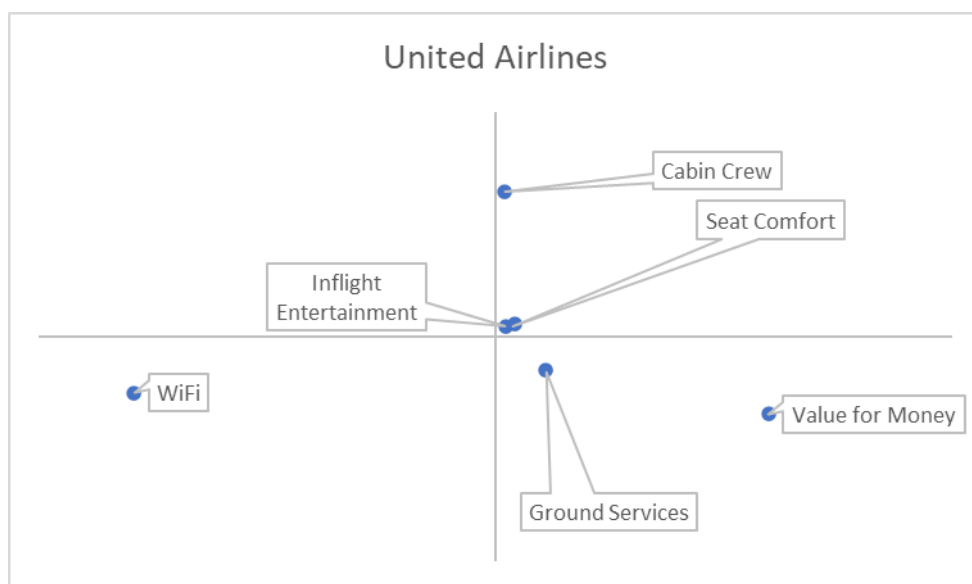 United Airlines
Cabin Crew
Seat Comfort
Inflight
Entertainment
WiFi
Value for Money
Ground Services